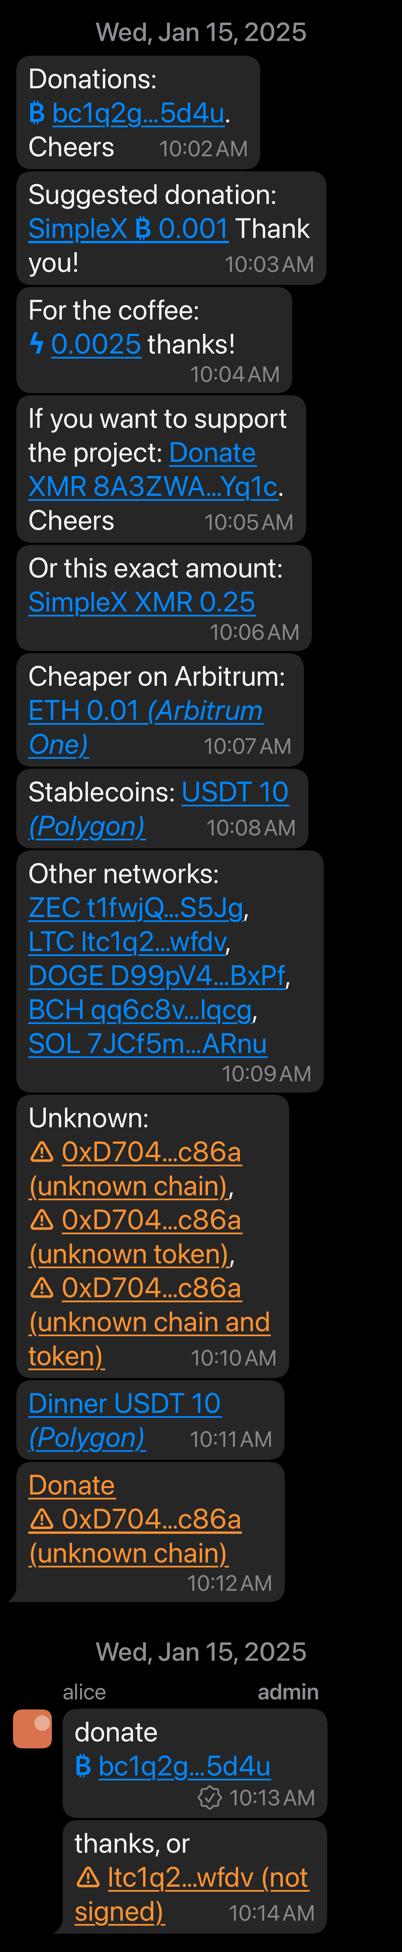 Wed, Jan 15, 2025
Donations:
₿ bc1q2g...5d4u.
Cheers 10:02 AM
Suggested donation:
SimpleX ₿ 0.001 Thank
you! 10:03 AM
For the coffee:
0.0025 thanks!
10:04 AM
If you want to support
the project: Donate
XMR 8A3ZWA...Yq1c.
Cheers 10:05 AM
Or this exact amount:
SimpleX XMR 0.25
10:06 AM
Cheaper on Arbitrum:
ETH 0.01 (Arbitrum
One) 10:07 AM
Stablecoins: USDT 10
(Polygon) 10:08 AM
Other networks:
ZEC t1fwjQ...S5Jg,
LTC ltc1q2...wfdv,
DOGE D99pV4...BxPf,
BCH qq6c8v...lqcg,
SOL 7JCf5m...ARnu
10:09 AM
Unknown:
⚠ 0xD704...c86a
(unknown chain),
⚠ 0xD704...c86a
(unknown token),
⚠ 0xD704...c86a
(unknown chain and
token) 10:10 AM
Dinner USDT 10
(Polygon) 10:11 AM
Donate
⚠ 0xD704...c86a
(unknown chain)
10:12 AM
Wed, Jan 15, 2025
alice admin
donate
₿ bc1q2g...5d4u
10:13 AM
thanks, or
⚠ ltc1q2...wfdv (not
signed) 10:14 AM